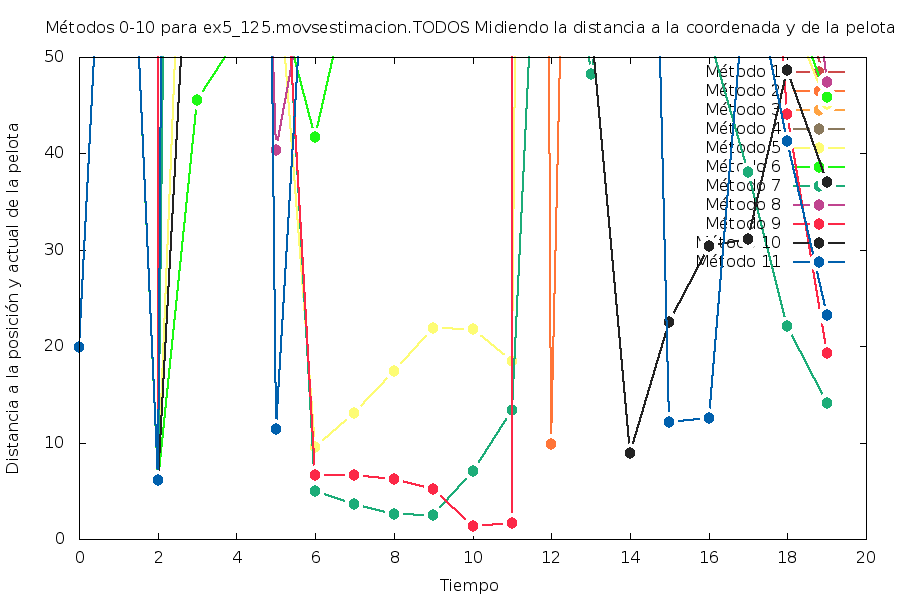 Métodos 0-10 para ex5_125.movsestimacion.TODOS Midiendo la distancia a la coordenada y de la pelota
Distancia a la posición y actual de la pelota
50
40
30
20
10
0
Método 1
Método 2
Método 3
Método 4
Método 5
Método 6
Método 7
Método 8
Método 9
Método 10
Método 11
0 2 4 6 8 10 12 14 16 18 20
Tiempo